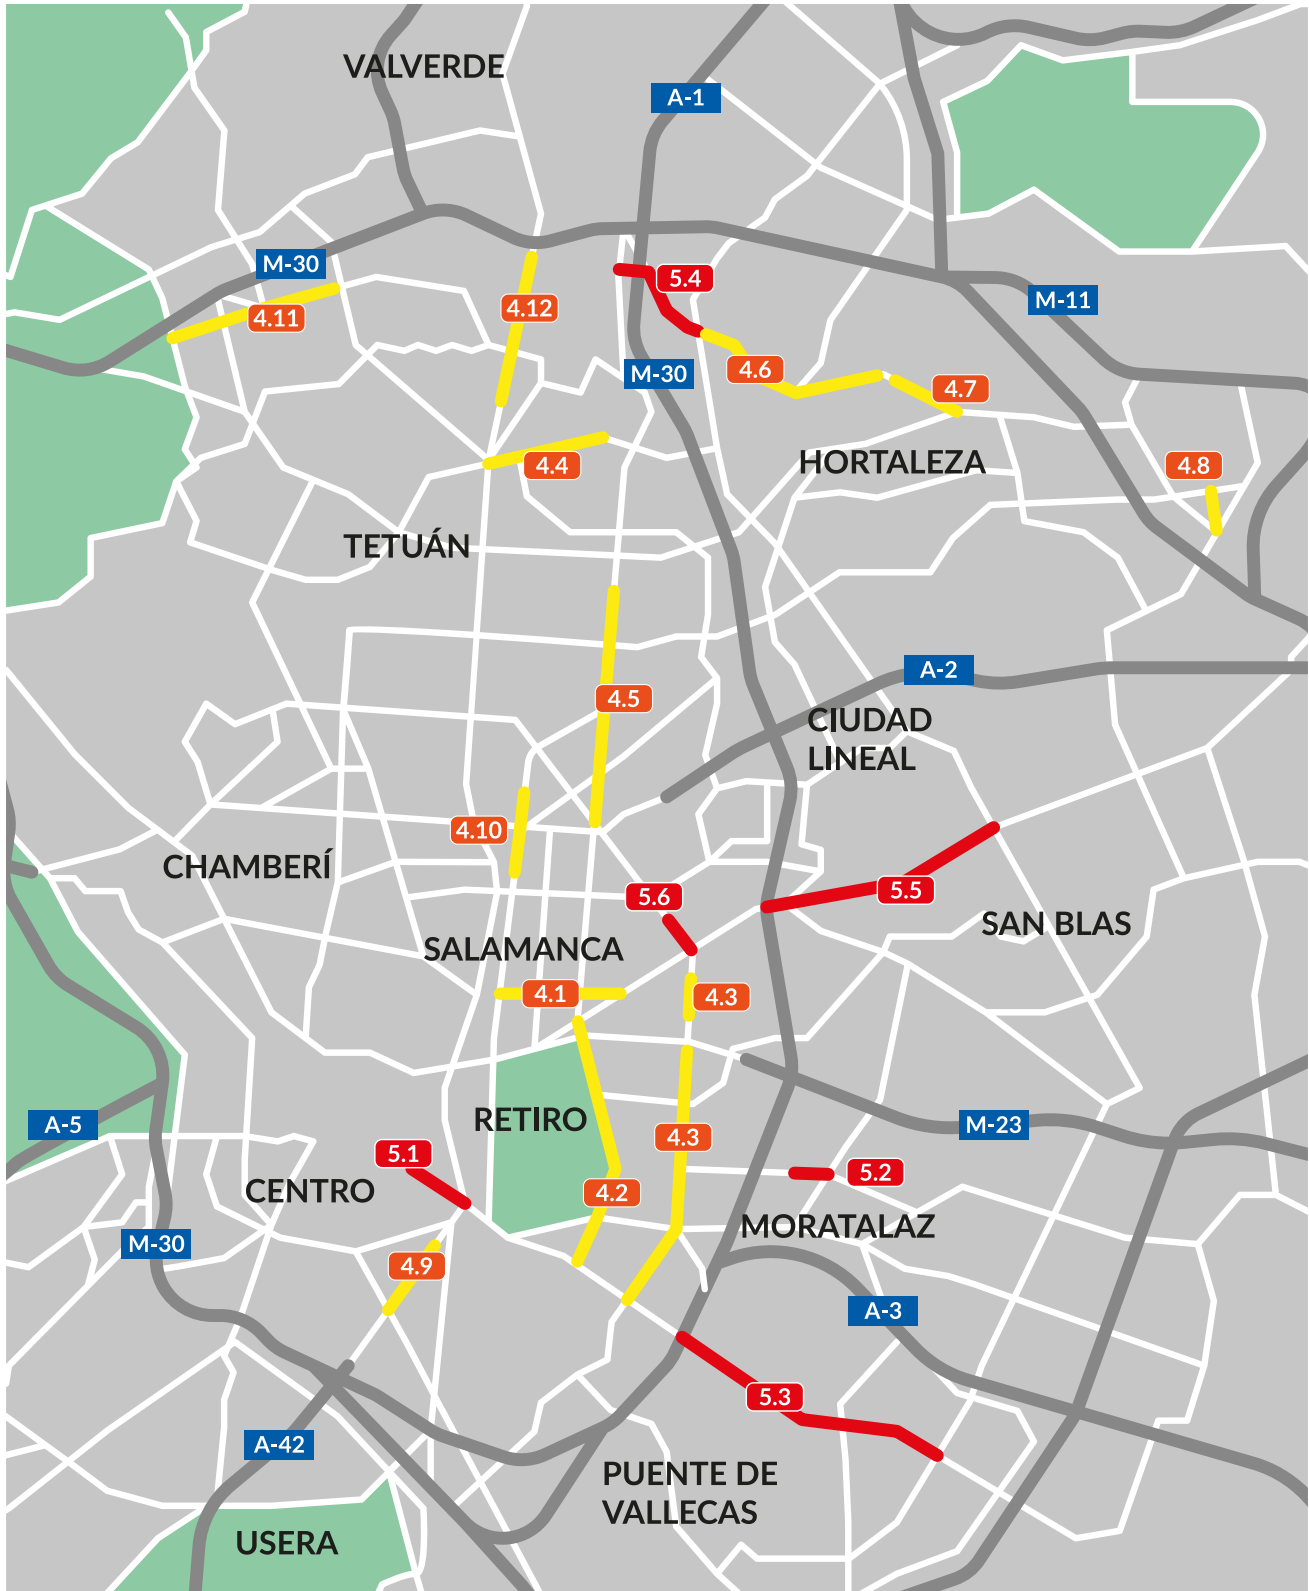 VALVERDE
A-1
M-30
5.4
M-11
4.12
4.11
M-30
4.6
4.7
HORTALEZA
4.4
4.8
TETUÁN
A-2
4.5
CIUDAD
LINEAL
4.10
CHAMBERÍ
5.6
5.5
SAN BLAS
SALAMANCA
4.1
4.3
RETIRO
A-5
M-23
4.3
5.1
5.2
CENTRO
4.2
MORATALAZ
M-30
4.9
A-3
5.3
A-42
PUENTE DE
VALLECAS
USERA